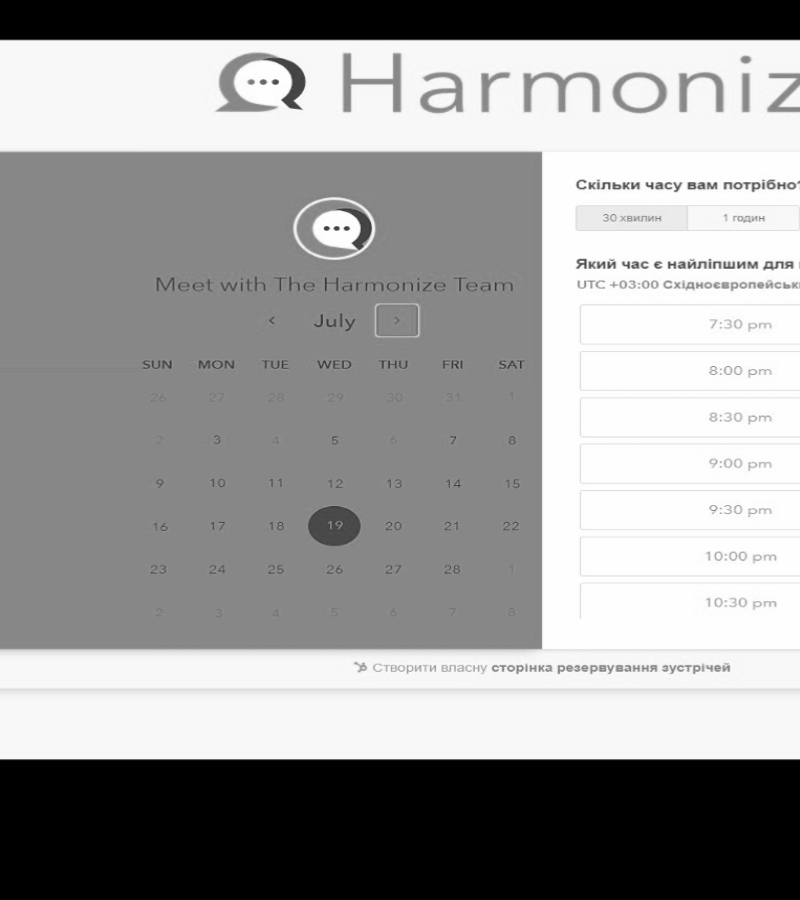 Harmoniz
Meet with The Harmonize Team
< July >
SUN MON TUE WED THU FRI SAT
26 27 28 29 30 31 1
2 3 4 5 6 7 8
9 10 11 12 13 14 15
16 17 18 19 20 21 22
23 24 25 26 27 28 1
2 3 4 5 6 7 8
Скільки часу вам потрібно?
30 хвилин 1 годин
Який час є найліпшим для
UTC +03:00 Східноєвропейськ
7:30 pm
8:00 pm
8:30 pm
9:00 pm
9:30 pm
10:00 pm
10:30 pm
Створити власну сторінка резервування зустрічей